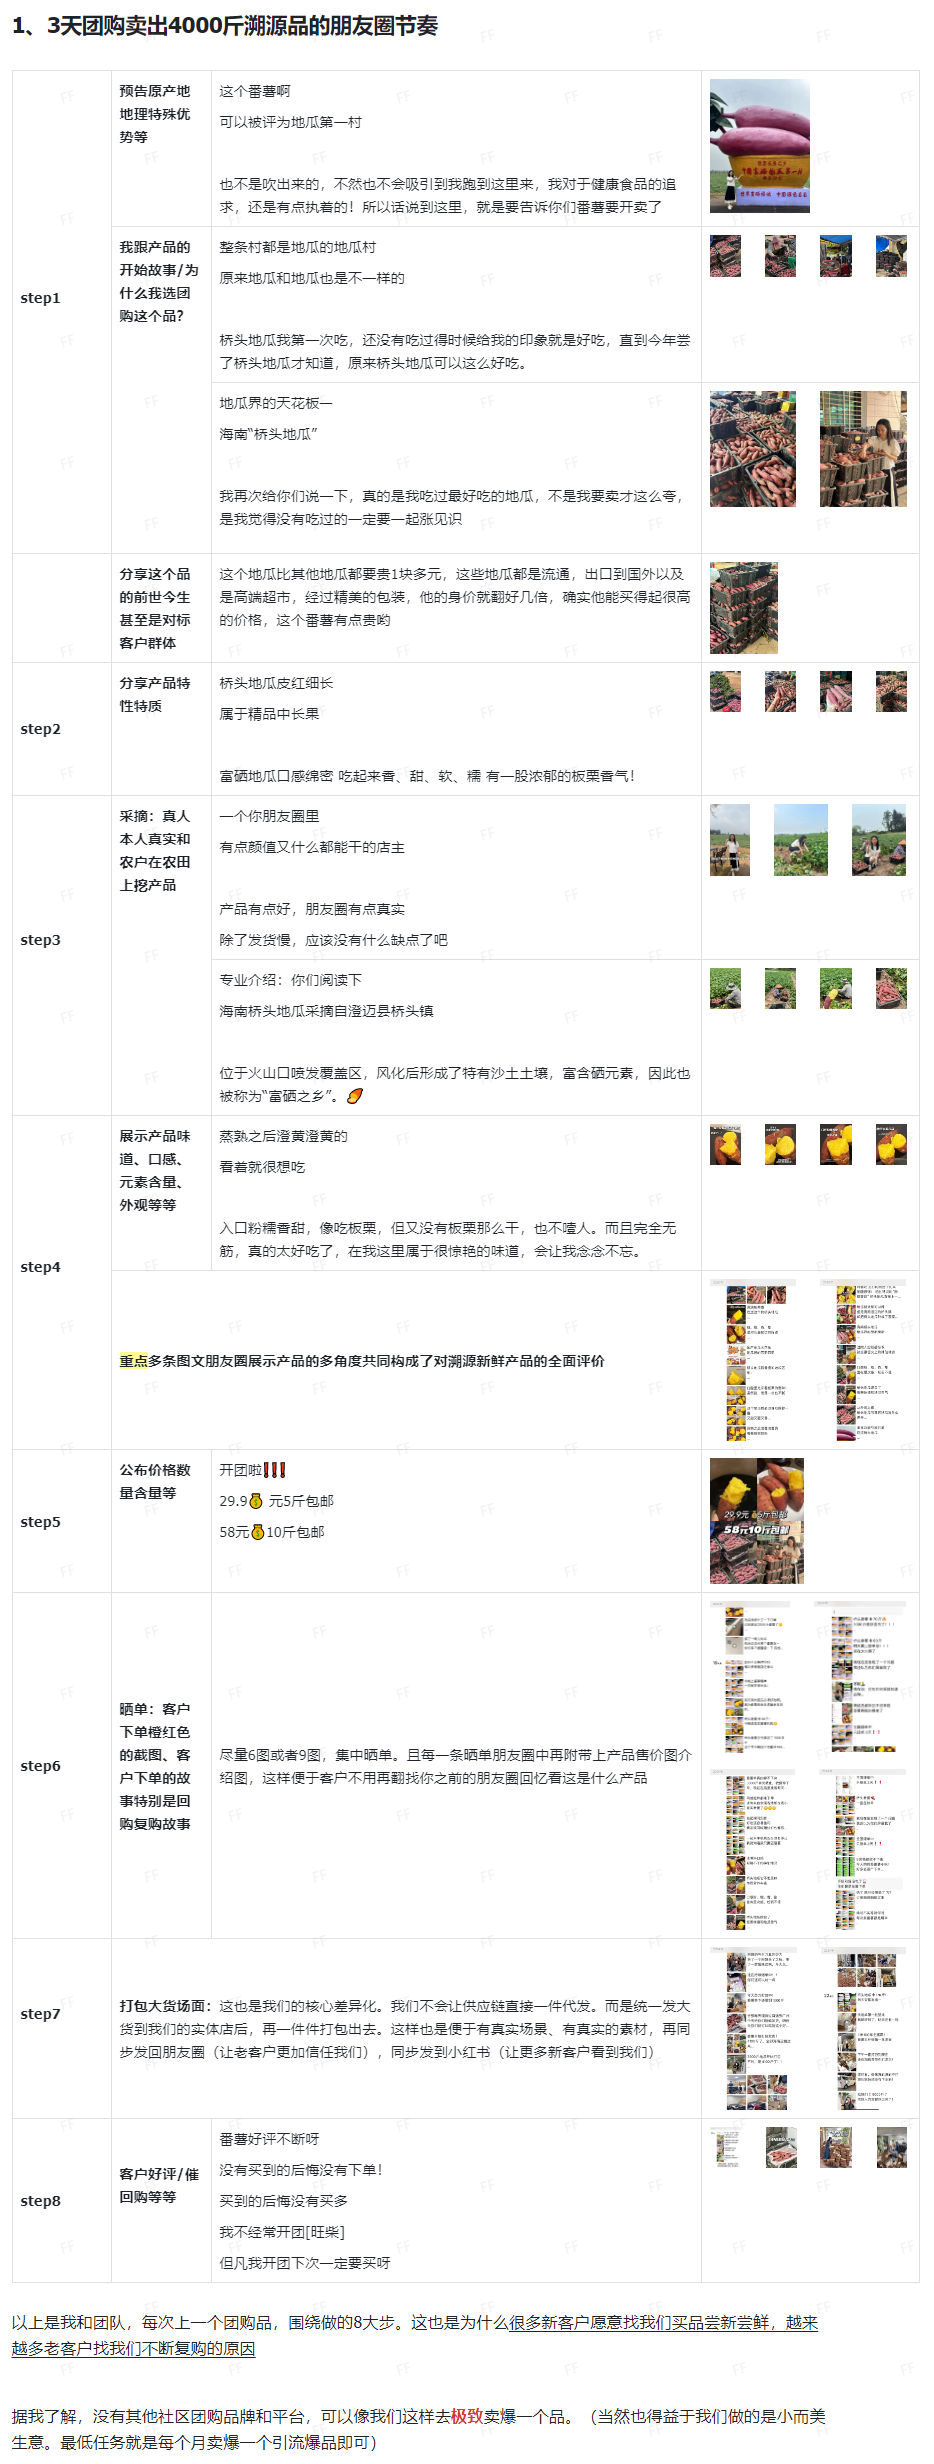 1、3天团购卖出4000斤溯源品的朋友圈节奏
step1
预告原产地
地理特殊优
势等
这个番薯啊
可以被评为地瓜第一村
也不是吹出来的，不然也不会吸引到我跑到这里来，我对于健康食品的追
求，还是有点执着的！所以话说到这里，就是要告诉你们番薯要开卖了
我跟产品的
开始故事/为
什么我选团
购这个品？
整条村都是地瓜的地瓜村
原来地瓜和地瓜也是不一样的
桥头地瓜我第一次吃，还没有吃过得时候给我的印象就是好吃，直到今年尝
了桥头地瓜才知道，原来桥头地瓜可以这么好吃。
地瓜界的天花板—
海南“桥头地瓜”
我再次给你们说一下，真的是我吃过最好吃的地瓜，不是我要卖才这么夸，
是我觉得没有吃过的一定要一起涨见识
分享这个品
的前世今生
甚至是对标
客户群体
这个地瓜比其他地瓜都要贵1块多元，这些地瓜都是流通，出口到国外以及
是高端超市，经过精美的包装，他的身价就翻好几倍，确实他能买得起很高
的价格，这个番薯有点贵哟
step2
分享产品特
性特质
桥头地瓜皮红细长
属于精品中长果
富硒地瓜口感绵密 吃起来香、甜、软、糯 有一股浓郁的板栗香气！
step3
采摘：真人
本人真实和
农户在农田
上挖产品
一个你朋友圈里
有点颜值又什么都能干的店主
产品有点好，朋友圈有点真实
除了发货慢，应该没有什么缺点了吧
专业介绍：你们阅读下
海南桥头地瓜采摘自澄迈县桥头镇
位于火山口喷发覆盖区，风化后形成了特有沙土土壤，富含硒元素，因此也
被称为“富硒之乡”。🍠
step4
展示产品味
道、口感、
元素含量、
外观等等
蒸熟之后澄黄澄黄的
看着就很想吃
入口粉糯香甜，像吃板栗，但又没有板栗那么干，也不噎人。而且完全无
筋，真的太好吃了，在我这里属于很惊艳的味道，会让我念念不忘。
重点多条图文朋友圈展示产品的多角度共同构成了对溯源新鲜产品的全面评价
step5
公布价格数
量含量等
开团啦❗❗❗
29.9💰 元5斤包邮
58元💰10斤包邮
29.9元💰5斤包邮
58元10斤包邮
step6
晒单：客户
下单橙红色
的截图、客
户下单的故
事特别是回
购复购故事
尽量6图或者9图，集中晒单。且每一条晒单朋友圈中再附带上产品售价图介
绍图，这样便于客户不用再翻找你之前的朋友圈回忆看这是什么产品
step7
打包大货场面：这也是我们的核心差异化。我们不会让供应链直接一件代发。而是统一发大
货到我们的实体店后，再一件件打包出去。这样也是便于有真实场景、有真实的素材，再同
步发回朋友圈（让老客户更加信任我们），同步发到小红书（让更多新客户看到我们）
step8
客户好评/催
回购等等
番薯好评不断呀
没有买到的后悔没有下单！
买到的后悔没有买多
我不经常开团[旺柴]
但凡我开团下次一定要买呀
以上是我和团队，每次上一个团购品，围绕做的8大步。这也是为什么很多新客户愿意找我们买品尝新尝鲜，越来
越多老客户找我们不断复购的原因
据我了解，没有其他社区团购品牌和平台，可以像我们这样去极致卖爆一个品。（当然也得益于我们做的是小而美
生意。最低任务就是每个月卖爆一个引流爆品即可）